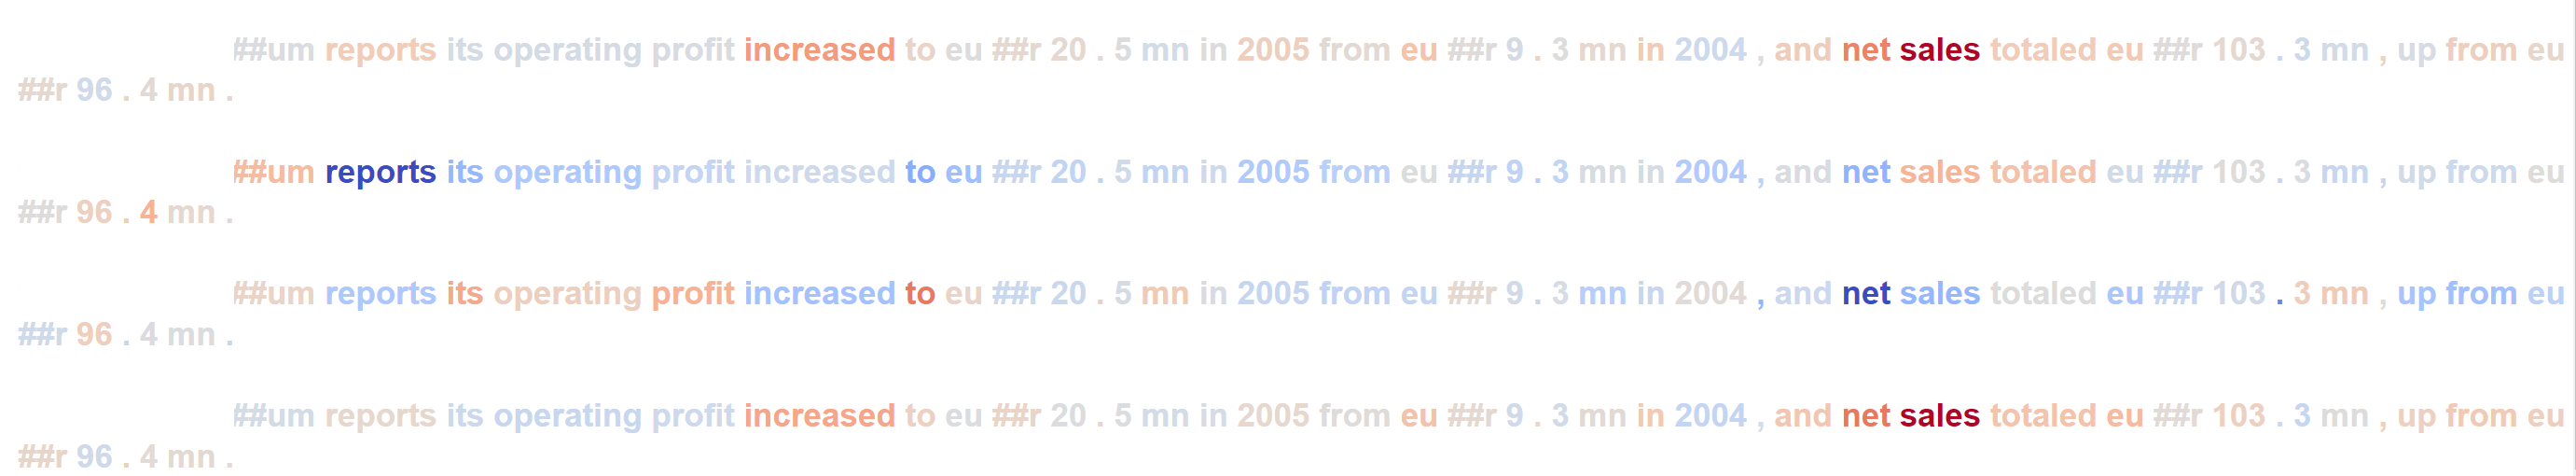 ##um reports its operating profit increased to eu ##r 20 . 5 mn in 2005 from eu ##r 9 . 3 mn in 2004 , and net sales totaled eu ##r 103 . 3 mn , up from eu
##r 96 . 4 mn .
##um reports its operating profit increased to eu ##r 20 . 5 mn in 2005 from eu ##r 9 . 3 mn in 2004 , and net sales totaled eu ##r 103 . 3 mn , up from eu
##r 96 . 4 mn .
##um reports its operating profit increased to eu ##r 20 . 5 mn in 2005 from eu ##r 9 . 3 mn in 2004 , and net sales totaled eu ##r 103 . 3 mn , up from eu
##r 96 . 4 mn .
##um reports its operating profit increased to eu ##r 20 . 5 mn in 2005 from eu ##r 9 . 3 mn in 2004 , and net sales totaled eu ##r 103 . 3 mn , up from eu
##r 96 . 4 mn .